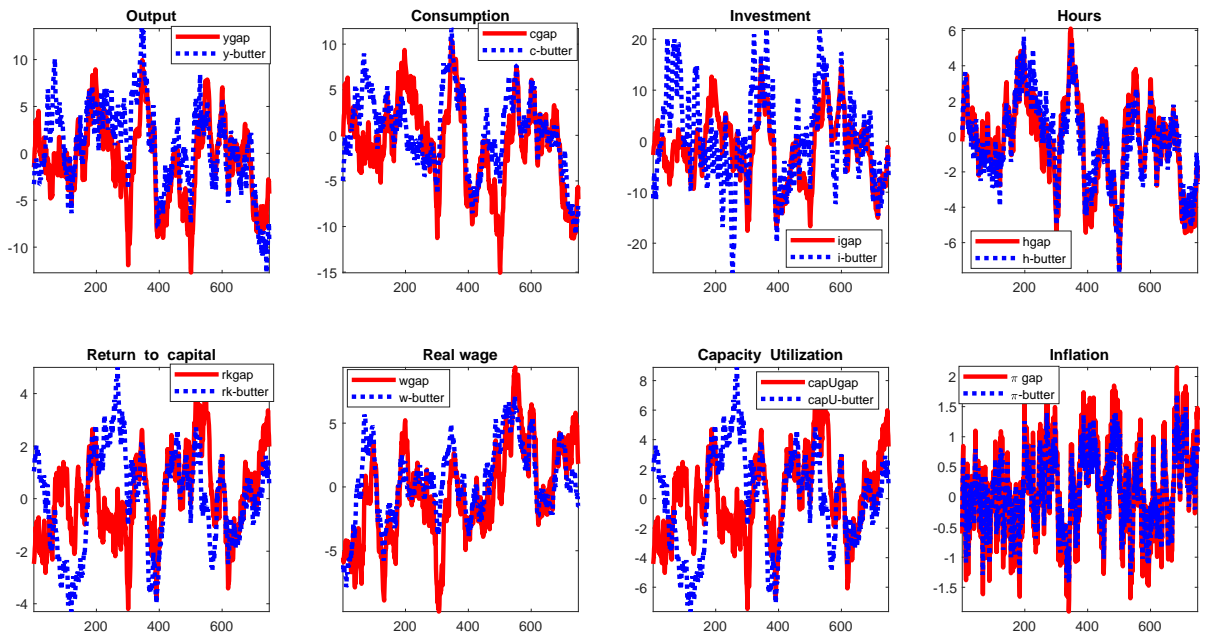 Output
ygap
y-butter
10
5
0
-5
-10
200
400
600
Consumption
cgap
c-butter
10
5
0
-5
-10
-15
200
400
600
Investment
20
10
0
-10
-20
igap
i-butter
200
400
600
Hours
6
4
2
0
-2
-4
-6
hgap
h-butter
200
400
600
Return to capital
rkgap
rk-butter
4
2
0
-2
-4
200
400
600
Real wage
wgap
w-butter
5
0
-5
200
400
600
Capacity Utilization
capUgap
capU-butter
8
6
4
2
0
-2
-4
-6
200
400
600
Inflation
π gap
π-butter
2
1.5
1
0.5
0
-0.5
-1
-1.5
200
400
600